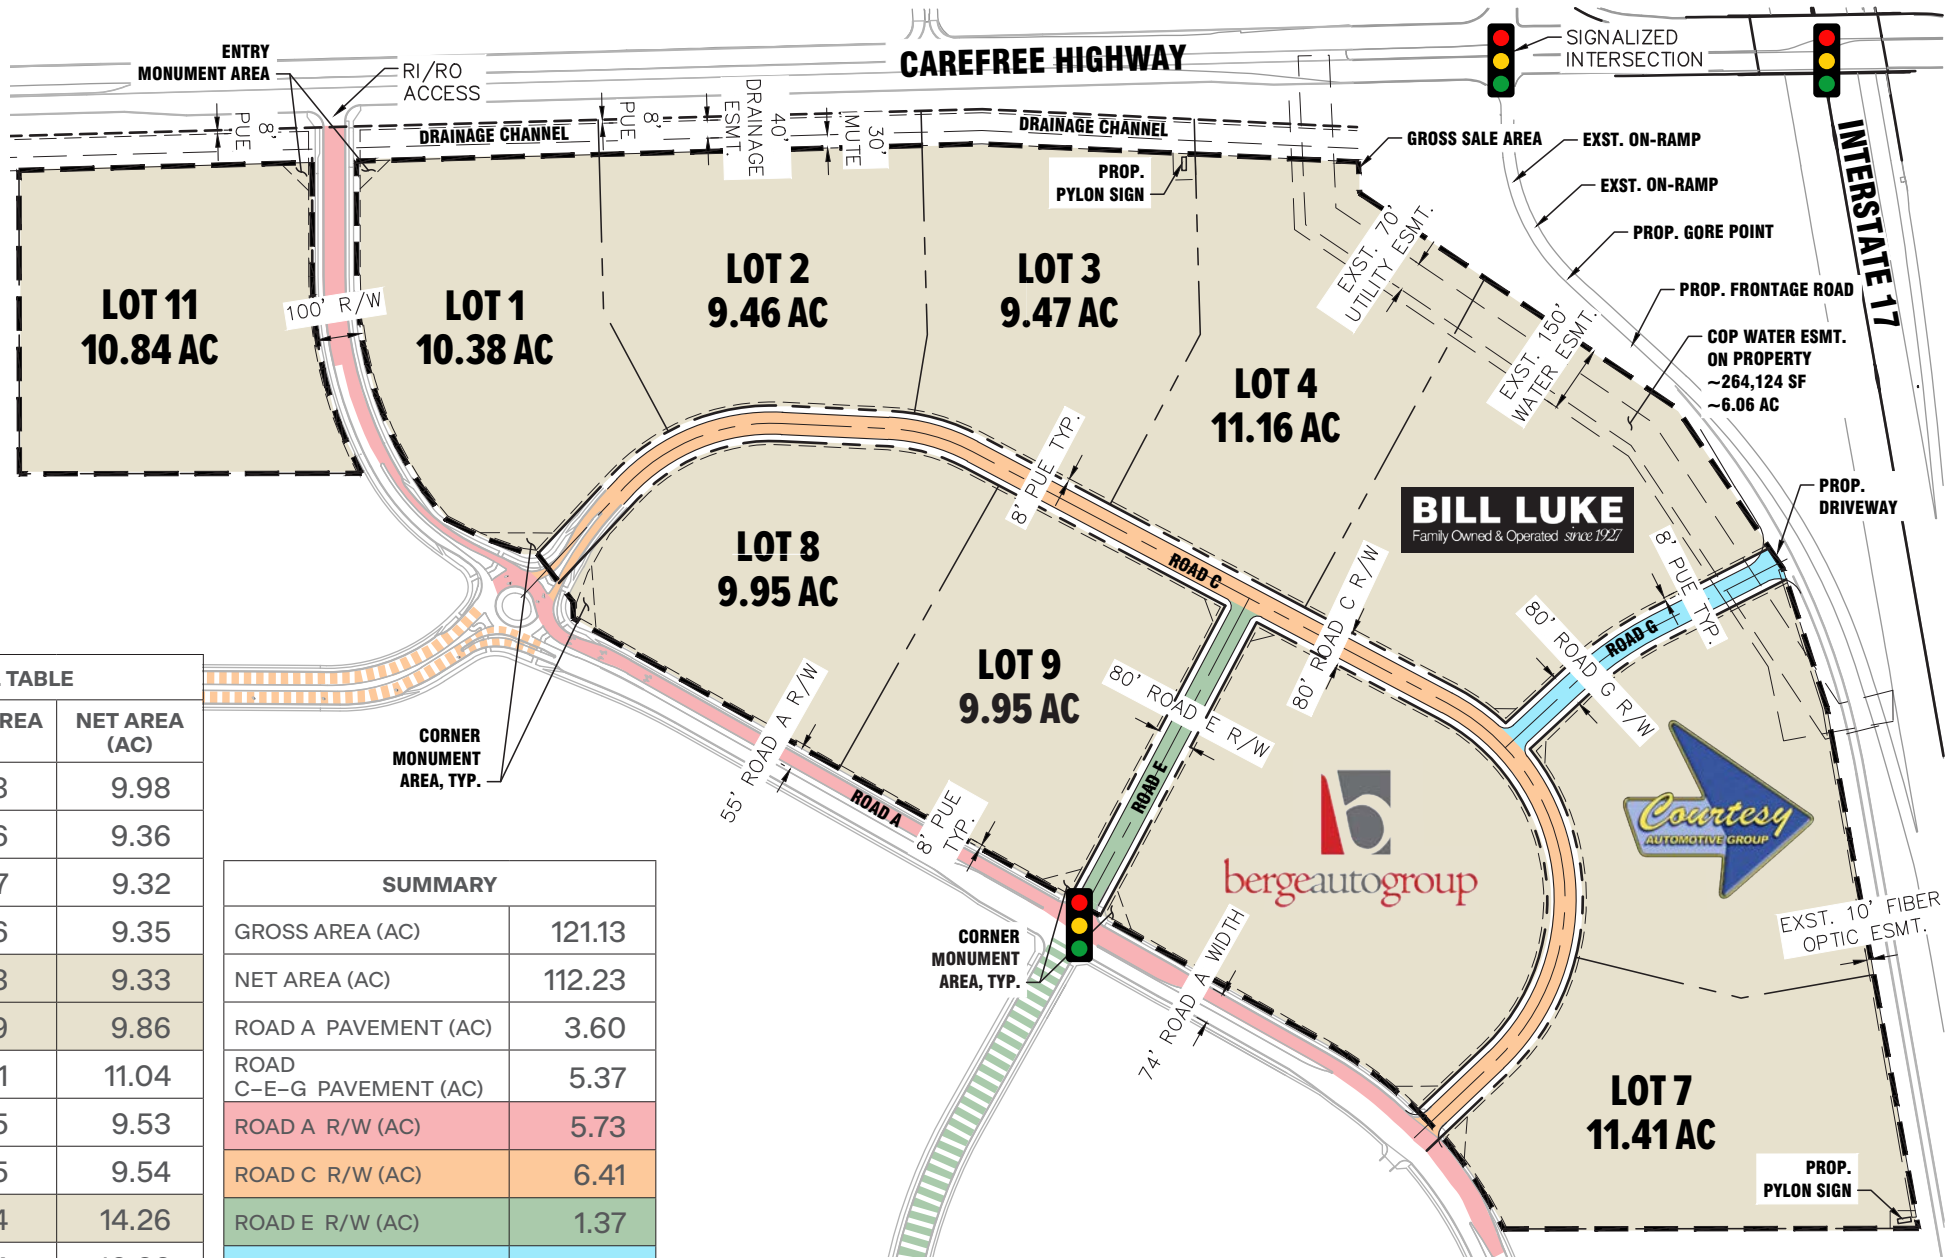 CAREFREE HIGHWAY
ENTRY
MONUMENT AREA
RI/RO
ACCESS
SIGNALIZED
INTERSECTION
INTERSTATE 17
8'
PUE
DRAINAGE CHANNEL
8'
PUE
40'
DRAINAGE
ESMT.
30'
MUTE
DRAINAGE CHANNEL
PROP.
PYLON SIGN
GROSS SALE AREA
EXST. ON-RAMP
EXST. ON-RAMP
PROP. GORE POINT
PROP. FRONTAGE ROAD
COP WATER ESMT.
ON PROPERTY
~264,124 SF
~6.06 AC
PROP.
DRIVEWAY
EXST. 70'
UTILITY ESMT.
EXST. 150'
WATER ESMT.
LOT 11
10.84 AC
100' R/W
LOT 1
10.38 AC
LOT 2
9.46 AC
LOT 3
9.47 AC
LOT 4
11.16 AC
8' PUE TYP.
BILL LUKE
Family Owned & Operated since 1927
LOT 8
9.95 AC
ROAD C
80' ROAD C R/W
8' PUE TYP.
ROAD G
80' ROAD G R/W
LOT 9
9.95 AC
80' ROAD E R/W
ROAD E
55' ROAD A R/W
ROAD A
8' PUE
TYP.
CORNER
MONUMENT
AREA, TYP.
bergeautogroup
Courtesy
AUTOMOTIVE GROUP
EXST. 10' FIBER
OPTIC ESMT.
CORNER
MONUMENT
AREA, TYP.
74' ROAD A WIDTH
LOT 7
11.41 AC
PROP.
PYLON SIGN
TABLE
REA NET AREA
(AC)
3 9.98
6 9.36
7 9.32
6 9.35
3 9.33
9 9.86
1 11.04
5 9.53
5 9.54
4 14.26
SUMMARY
GROSS AREA (AC) 121.13
NET AREA (AC) 112.23
ROAD A PAVEMENT (AC) 3.60
ROAD
C-E-G PAVEMENT (AC) 5.37
ROAD A R/W (AC) 5.73
ROAD C R/W (AC) 6.41
ROAD E R/W (AC) 1.37